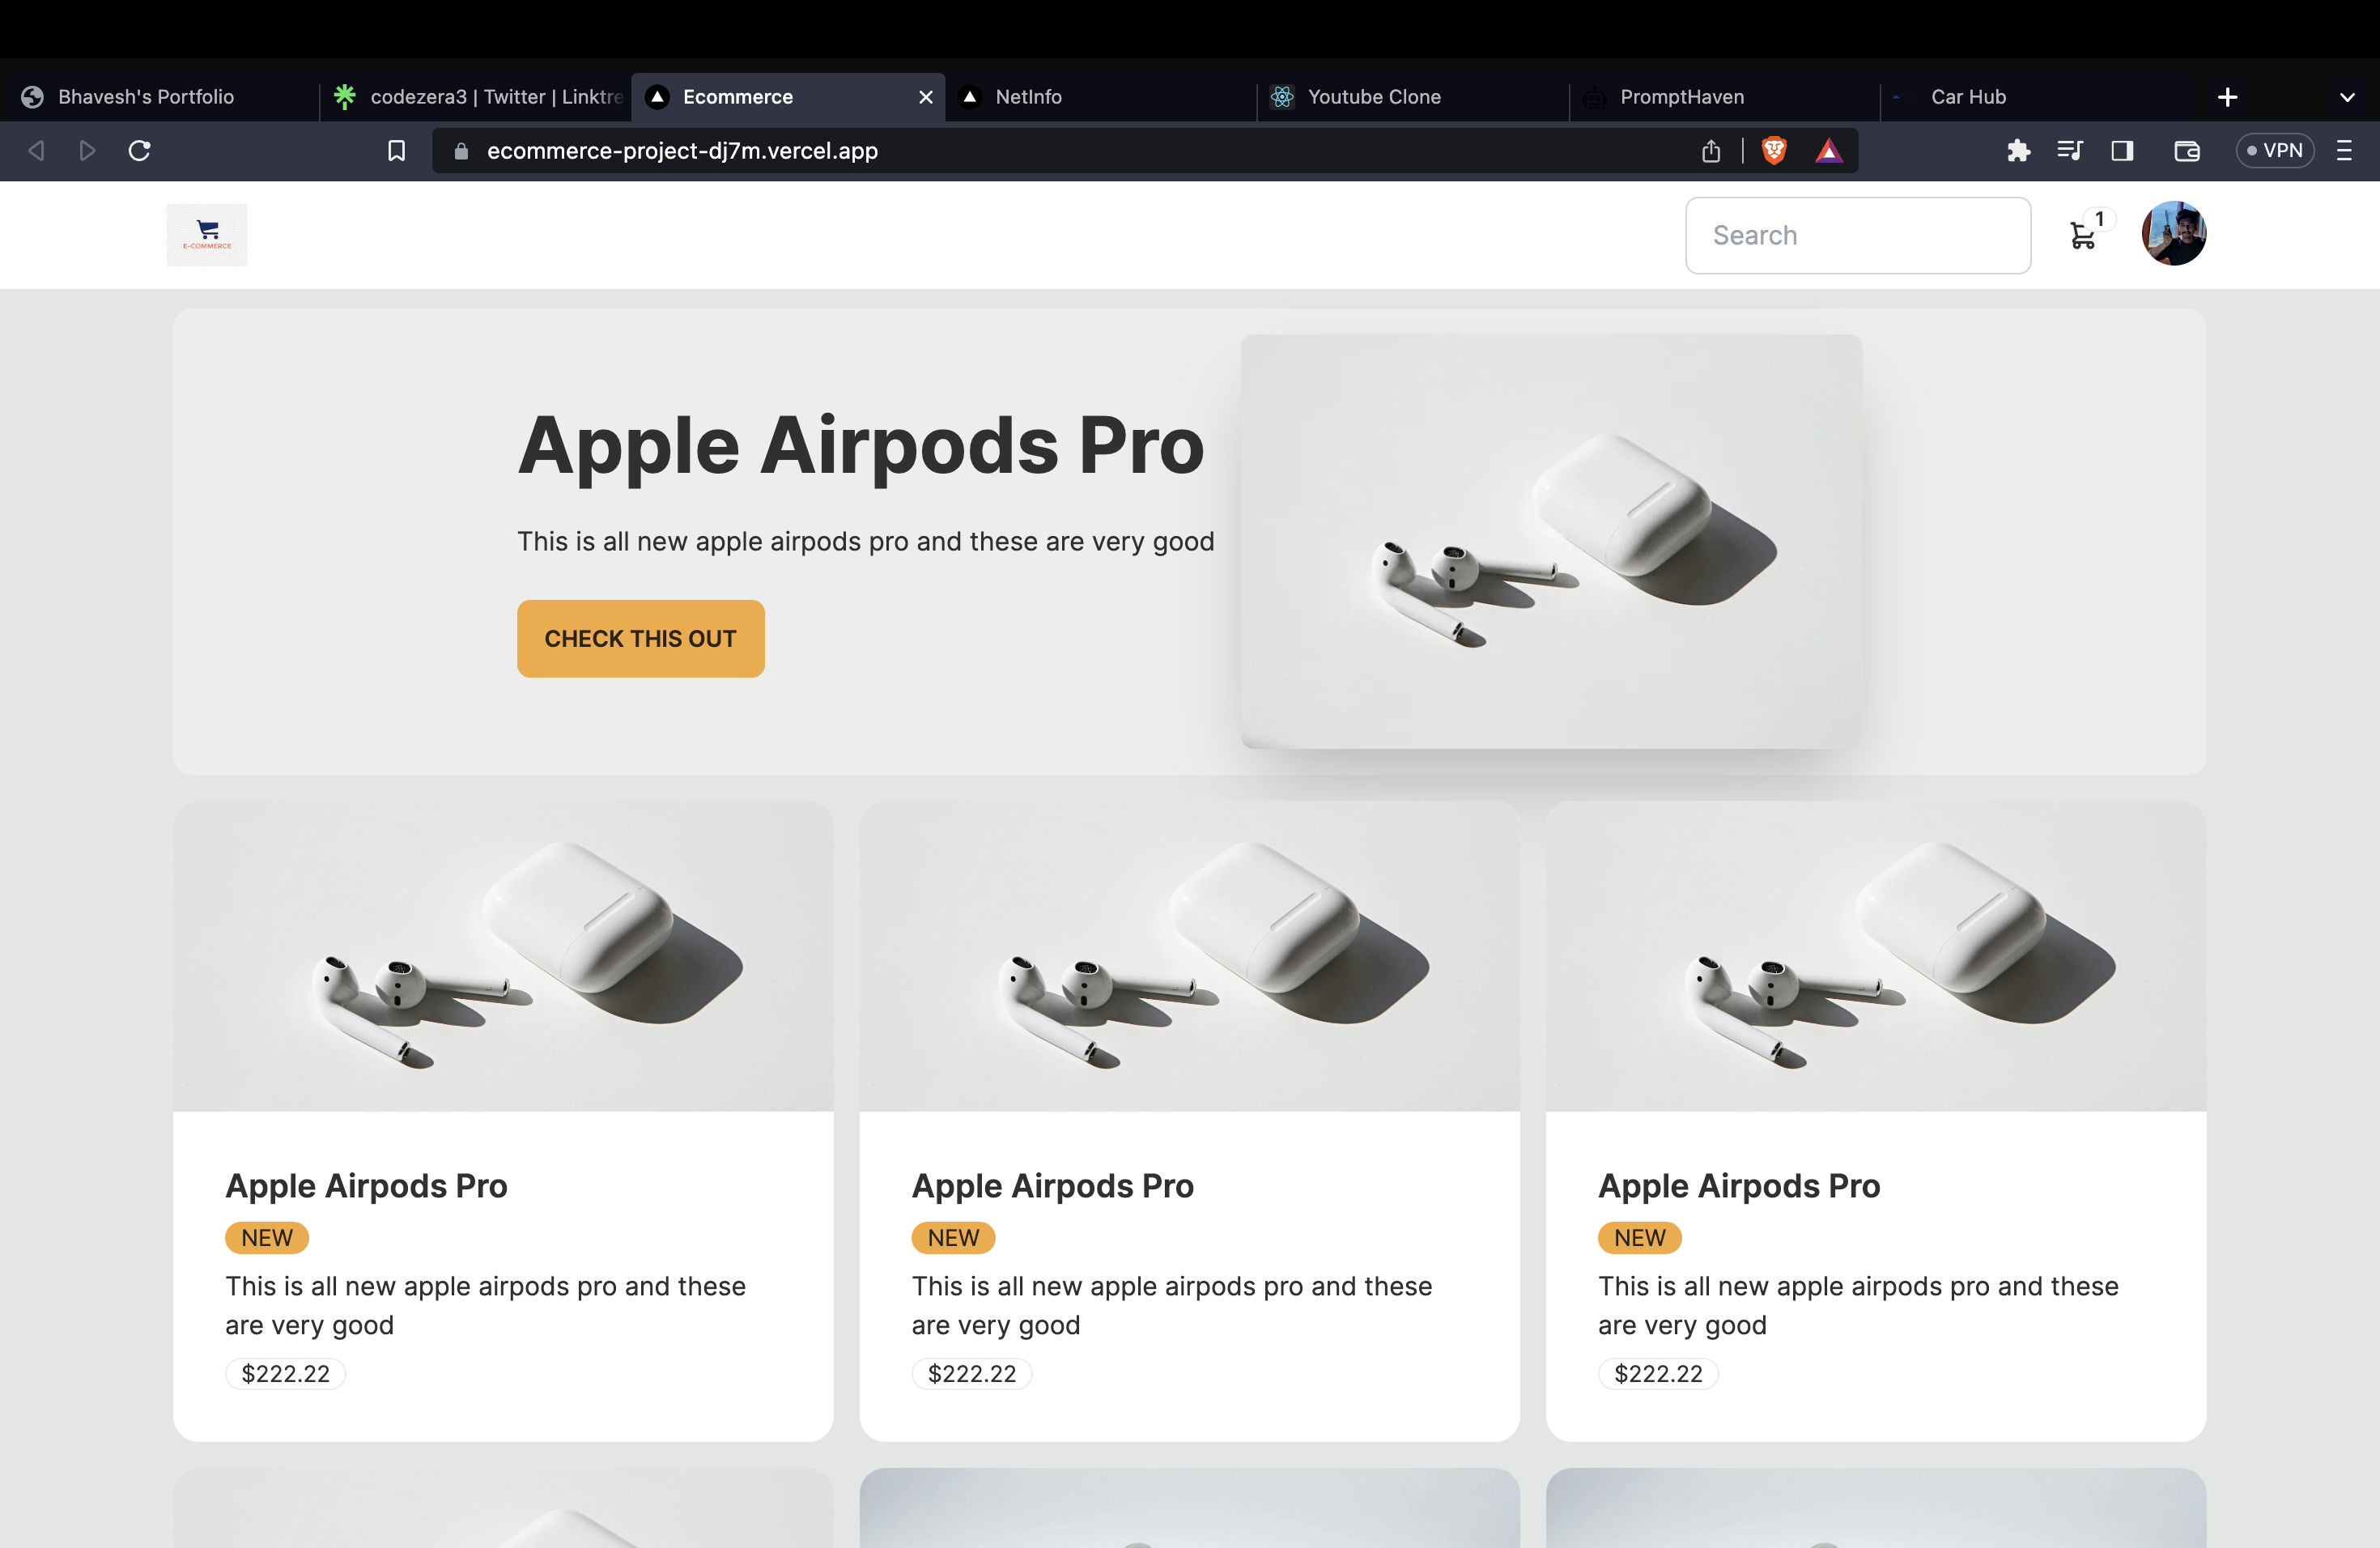 Bhavesh's Portfolio
codezera3 | Twitter | Linktre
Ecommerce
NetInfo
Youtube Clone
PromptHaven
Car Hub
ecommerce-project-dj7m.vercel.app
VPN
E-COMMERCE
Search
1
Apple Airpods Pro
This is all new apple airpods pro and these are very good
CHECK THIS OUT
Apple Airpods Pro
NEW
This is all new apple airpods pro and these
are very good
$222.22
Apple Airpods Pro
NEW
This is all new apple airpods pro and these
are very good
$222.22
Apple Airpods Pro
NEW
This is all new apple airpods pro and these
are very good
$222.22